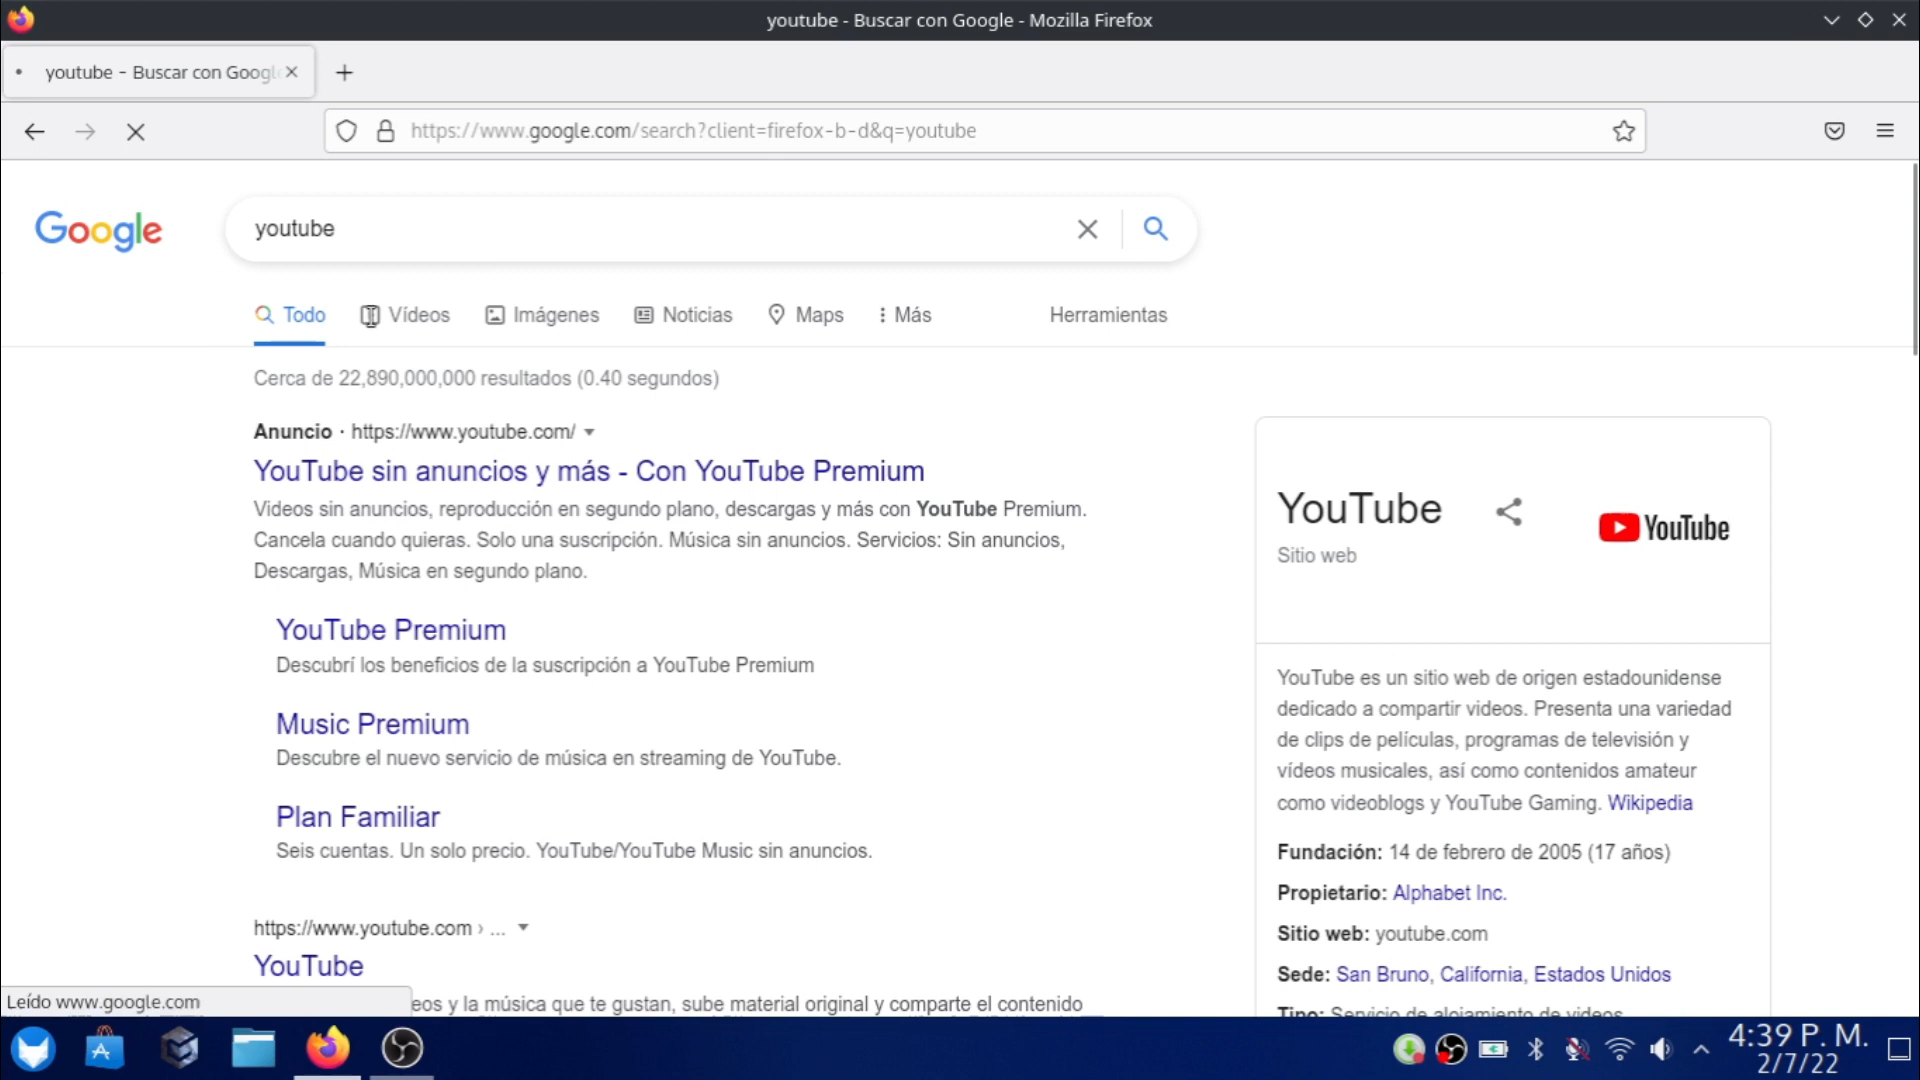 youtube - Buscar con Google - Mozilla Firefox
youtube - Buscar con Googl
https://www.google.com/search?client=firefox-b-d&q=youtube
Google
youtube
Todo
Vídeos
Imágenes
Noticias
Maps
Más
Herramientas
Cerca de 22,890,000,000 resultados (0.40 segundos)
Anuncio · https://www.youtube.com/
YouTube sin anuncios y más - Con YouTube Premium
Videos sin anuncios, reproducción en segundo plano, descargas y más con YouTube Premium.
Cancela cuando quieras. Solo una suscripción. Música sin anuncios. Servicios: Sin anuncios,
Descargas, Música en segundo plano.
YouTube Premium
Descubrí los beneficios de la suscripción a YouTube Premium
Music Premium
Descubre el nuevo servicio de música en streaming de YouTube.
Plan Familiar
Seis cuentas. Un solo precio. YouTube/YouTube Music sin anuncios.
https://www.youtube.com › ...
YouTube
eos y la música que te gustan, sube material original y comparte el contenido
Leído www.google.com
YouTube
Sitio web
YouTube
YouTube es un sitio web de origen estadounidense
dedicado a compartir videos. Presenta una variedad
de clips de películas, programas de televisión y
vídeos musicales, así como contenidos amateur
como videoblogs y YouTube Gaming. Wikipedia
Fundación: 14 de febrero de 2005 (17 años)
Propietario: Alphabet Inc.
Sitio web: youtube.com
Sede: San Bruno, California, Estados Unidos
Tipo: Servicio de alojamiento de videos
4:39 P. M.
2/7/22